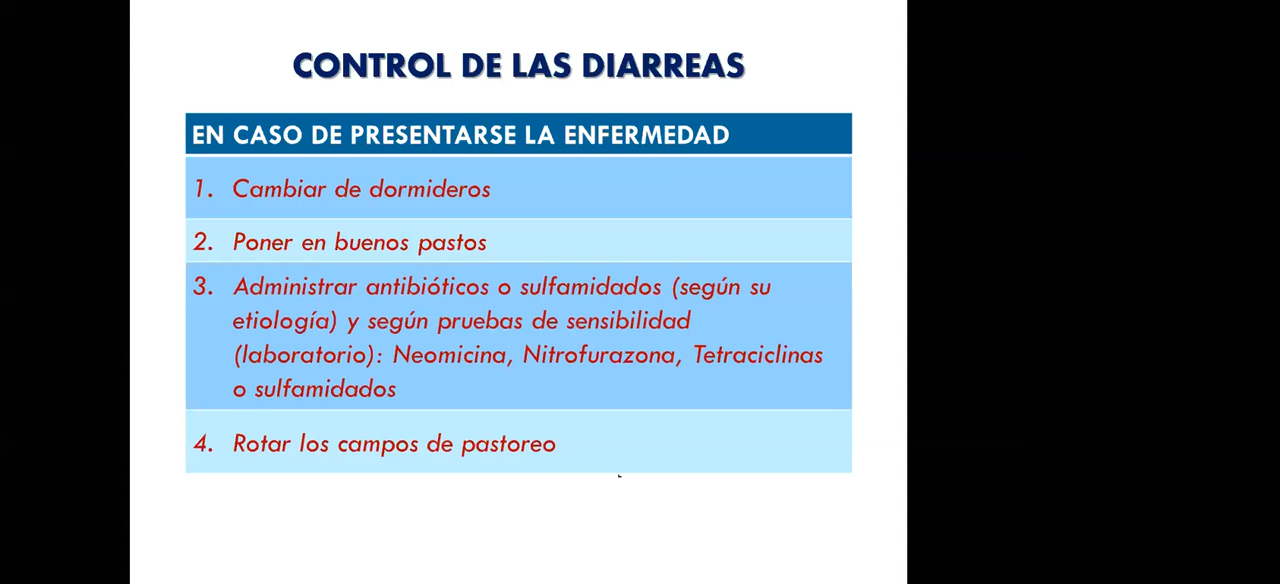 CONTROL DE LAS DIARREAS
EN CASO DE PRESENTARSE LA ENFERMEDAD
1. Cambiar de dormideros
2. Poner en buenos pastos
3. Administrar antibióticos o sulfamidados (según su
etiología) y según pruebas de sensibilidad
(laboratorio): Neomicina, Nitrofurazona, Tetraciclinas
o sulfamidados
4. Rotar los campos de pastoreo